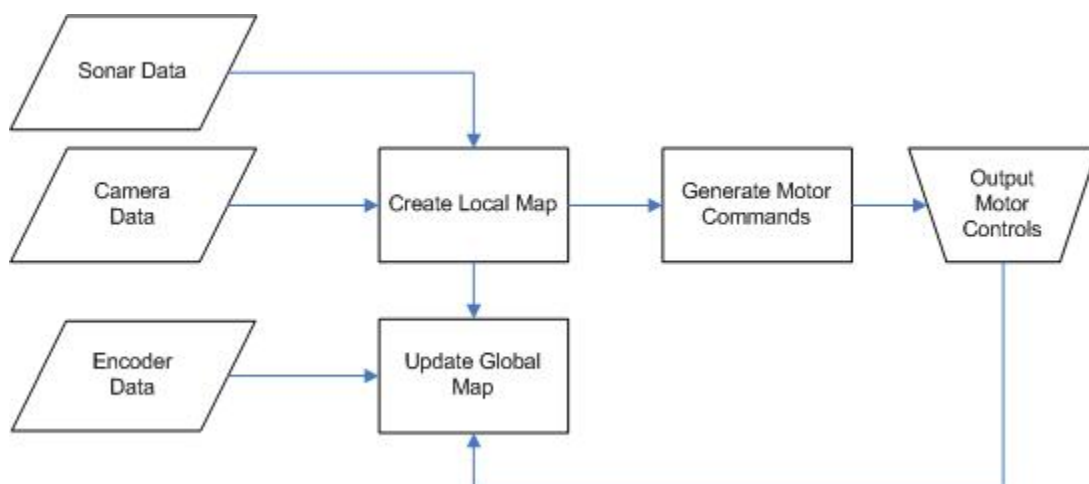 Sonar Data
Camera
Data
Create Local Map
Generate Motor
Commands
Output
Motor
Controls
Encoder
Data
Update Global
Map